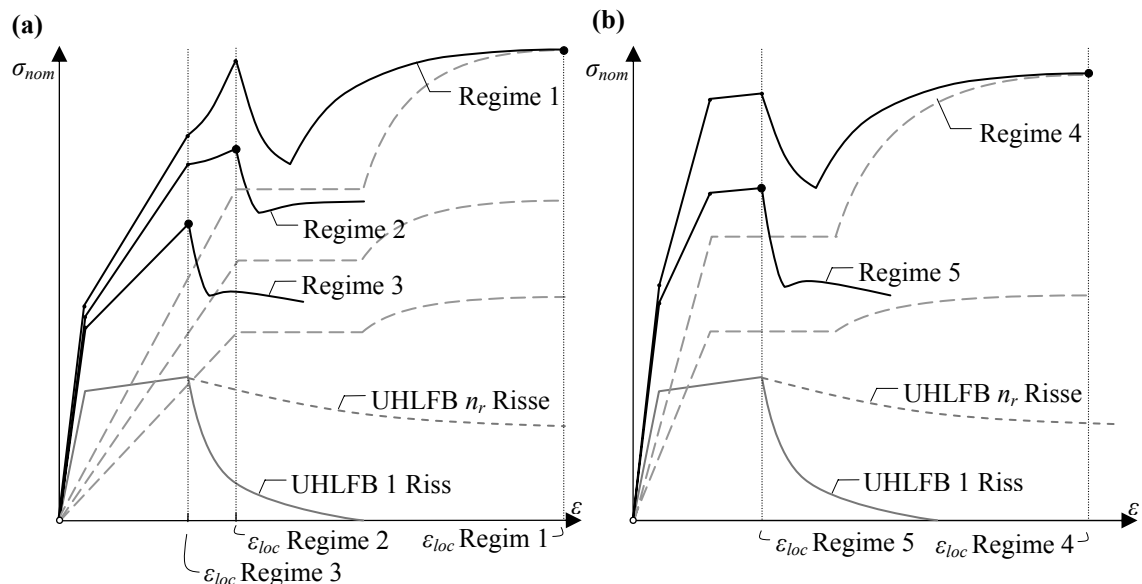 (a)
σnom
Regime 1
Regime 2
Regime 3
UHLFB nr Risse
UHLFB 1 Riss
ε
εloc Regime 2
εloc Regim 1
εloc Regime 3
(b)
σnom
Regime 4
Regime 5
UHLFB nr Risse
UHLFB 1 Riss
ε
εloc Regime 5
εloc Regime 4